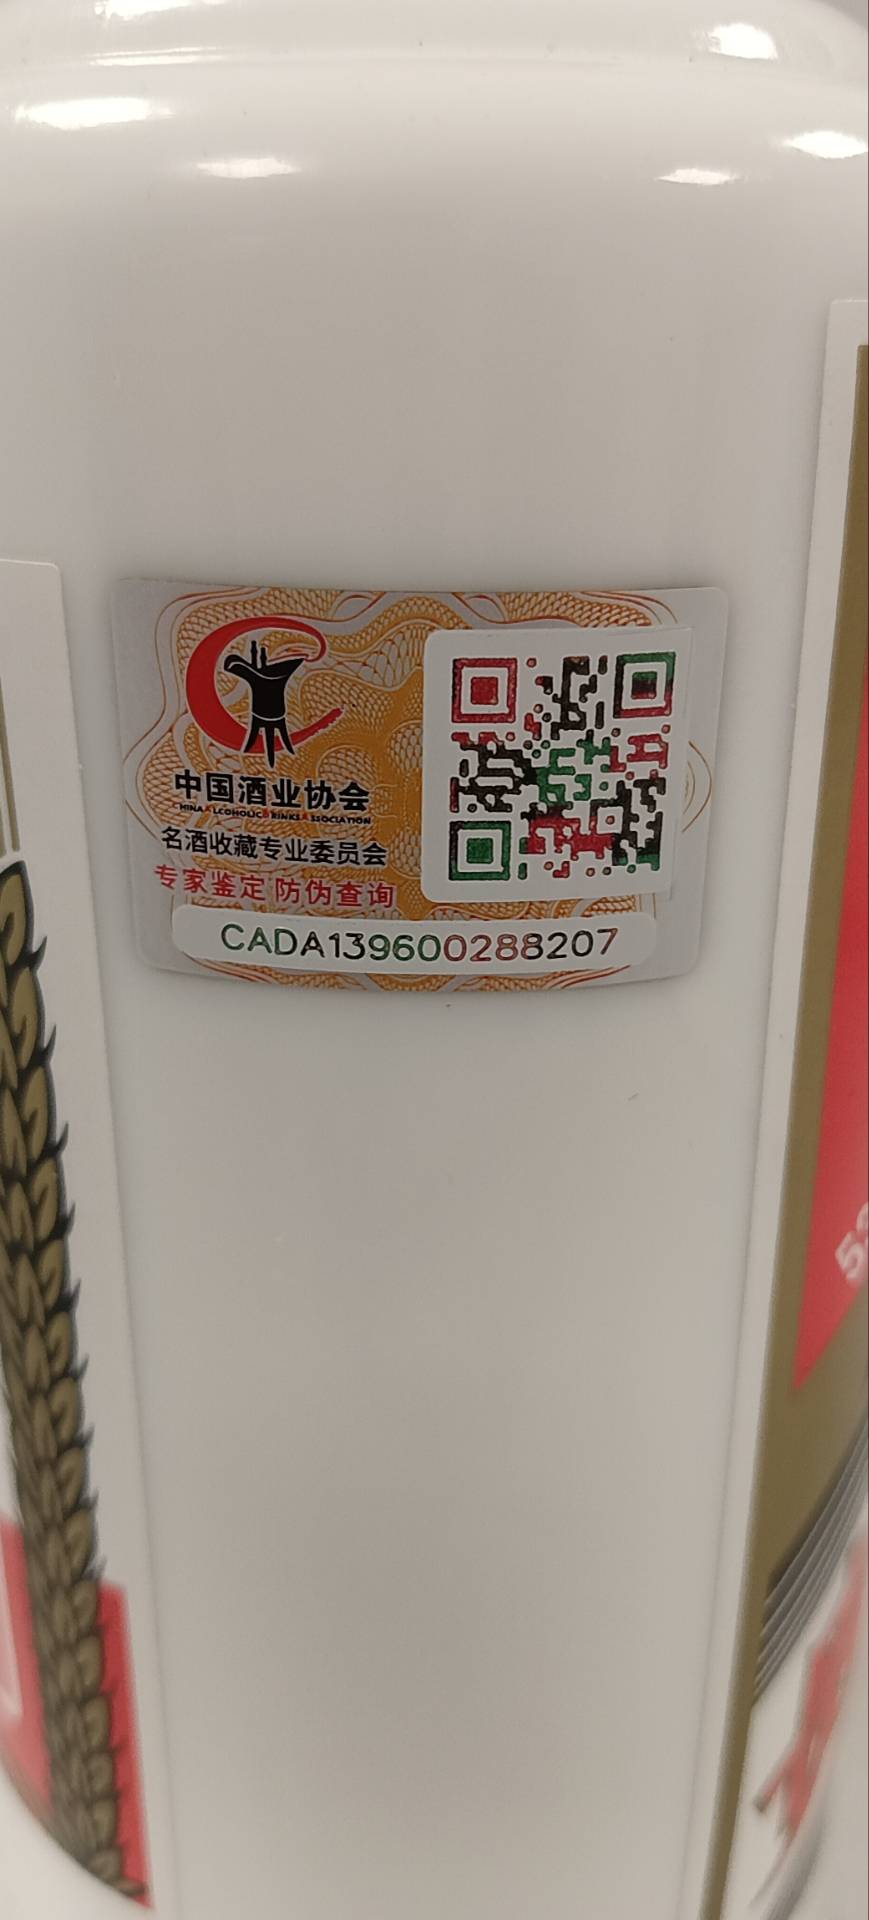 中国酒业协会
CHINA ALCOHOLIC DRINKS ASSOCIATION
名酒收藏专业委员会
专家鉴定 防伪查询
CADA139600288207